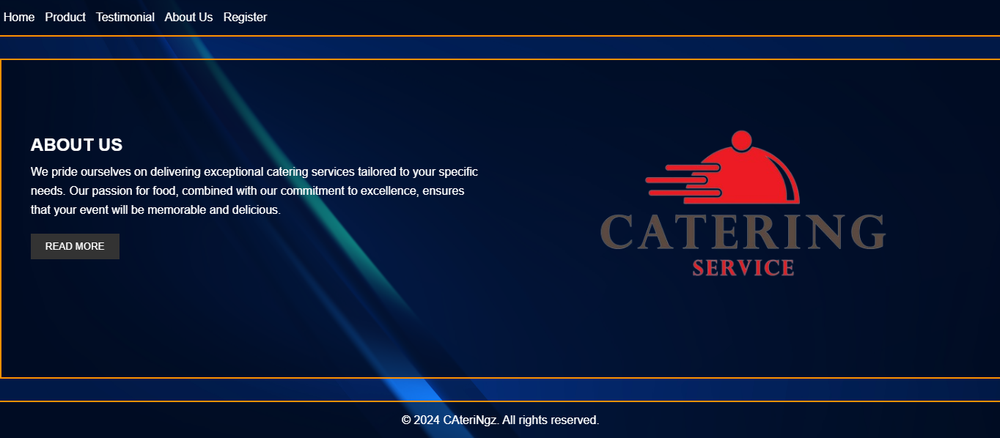 Home Product Testimonial About Us Register
ABOUT US
We pride ourselves on delivering exceptional catering services tailored to your specific
needs. Our passion for food, combined with our commitment to excellence, ensures
that your event will be memorable and delicious.
READ MORE
CATERING
SERVICE
© 2024 CAteriNgz. All rights reserved.